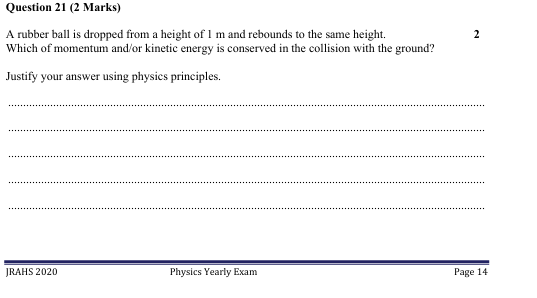 Question 21 (2 Marks)
A rubber ball is dropped from a height of 1 m and rebounds to the same height. 2
Which of momentum and/or kinetic energy is conserved in the collision with the ground?
Justify your answer using physics principles.
JRAHS 2020 Physics Yearly Exam Page 14